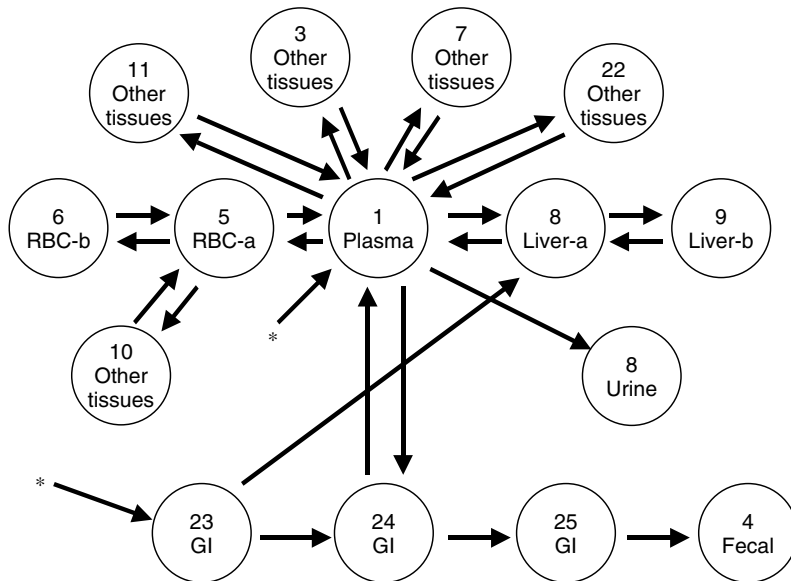 3
Other
tissues
7
Other
tissues
11
Other
tissues
22
Other
tissues
6
RBC-b
5
RBC-a
1
Plasma
8
Liver-a
9
Liver-b
*
10
Other
tissues
8
Urine
*
23
GI
24
GI
25
GI
4
Fecal